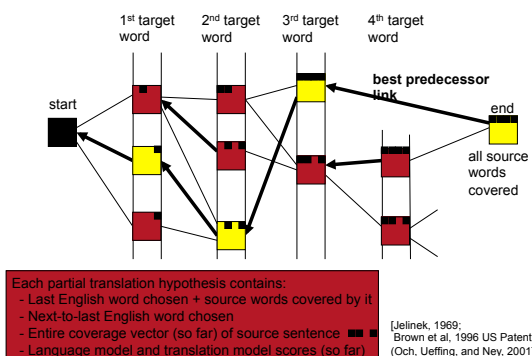 1st target 2nd target 3rd target 4th target
word word word word
start
best predecessor
link
end
all source
words
covered
Each partial translation hypothesis contains:
- Last English word chosen + source words covered by it
- Next-to-last English word chosen
- Entire coverage vector (so far) of source sentence
- Language model and translation model scores (so far)
[Jelinek, 1969;
Brown et al, 1996 US Patent
(Och, Ueffing, and Ney, 2001